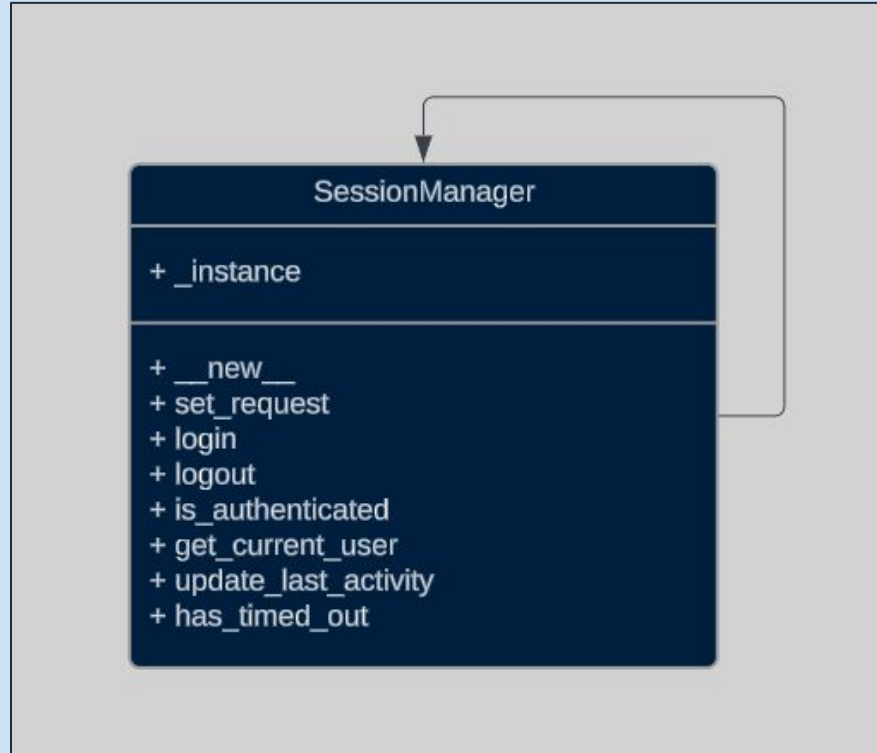 SessionManager
+ _instance
+ __new__
+ set_request
+ login
+ logout
+ is_authenticated
+ get_current_user
+ update_last_activity
+ has_timed_out